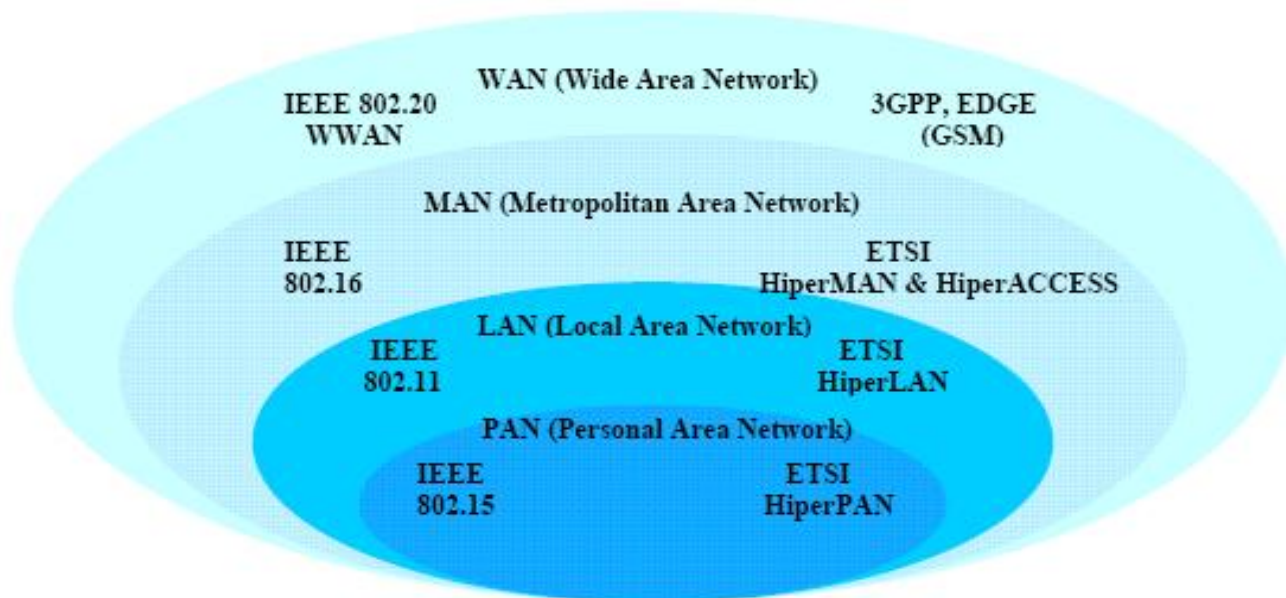 WAN (Wide Area Network)
IEEE 802.20
WWAN
3GPP, EDGE
(GSM)
MAN (Metropolitan Area Network)
IEEE
802.16
ETSI
HiperMAN & HiperACCESS
LAN (Local Area Network)
IEEE
802.11
ETSI
HiperLAN
PAN (Personal Area Network)
IEEE
802.15
ETSI
HiperPAN